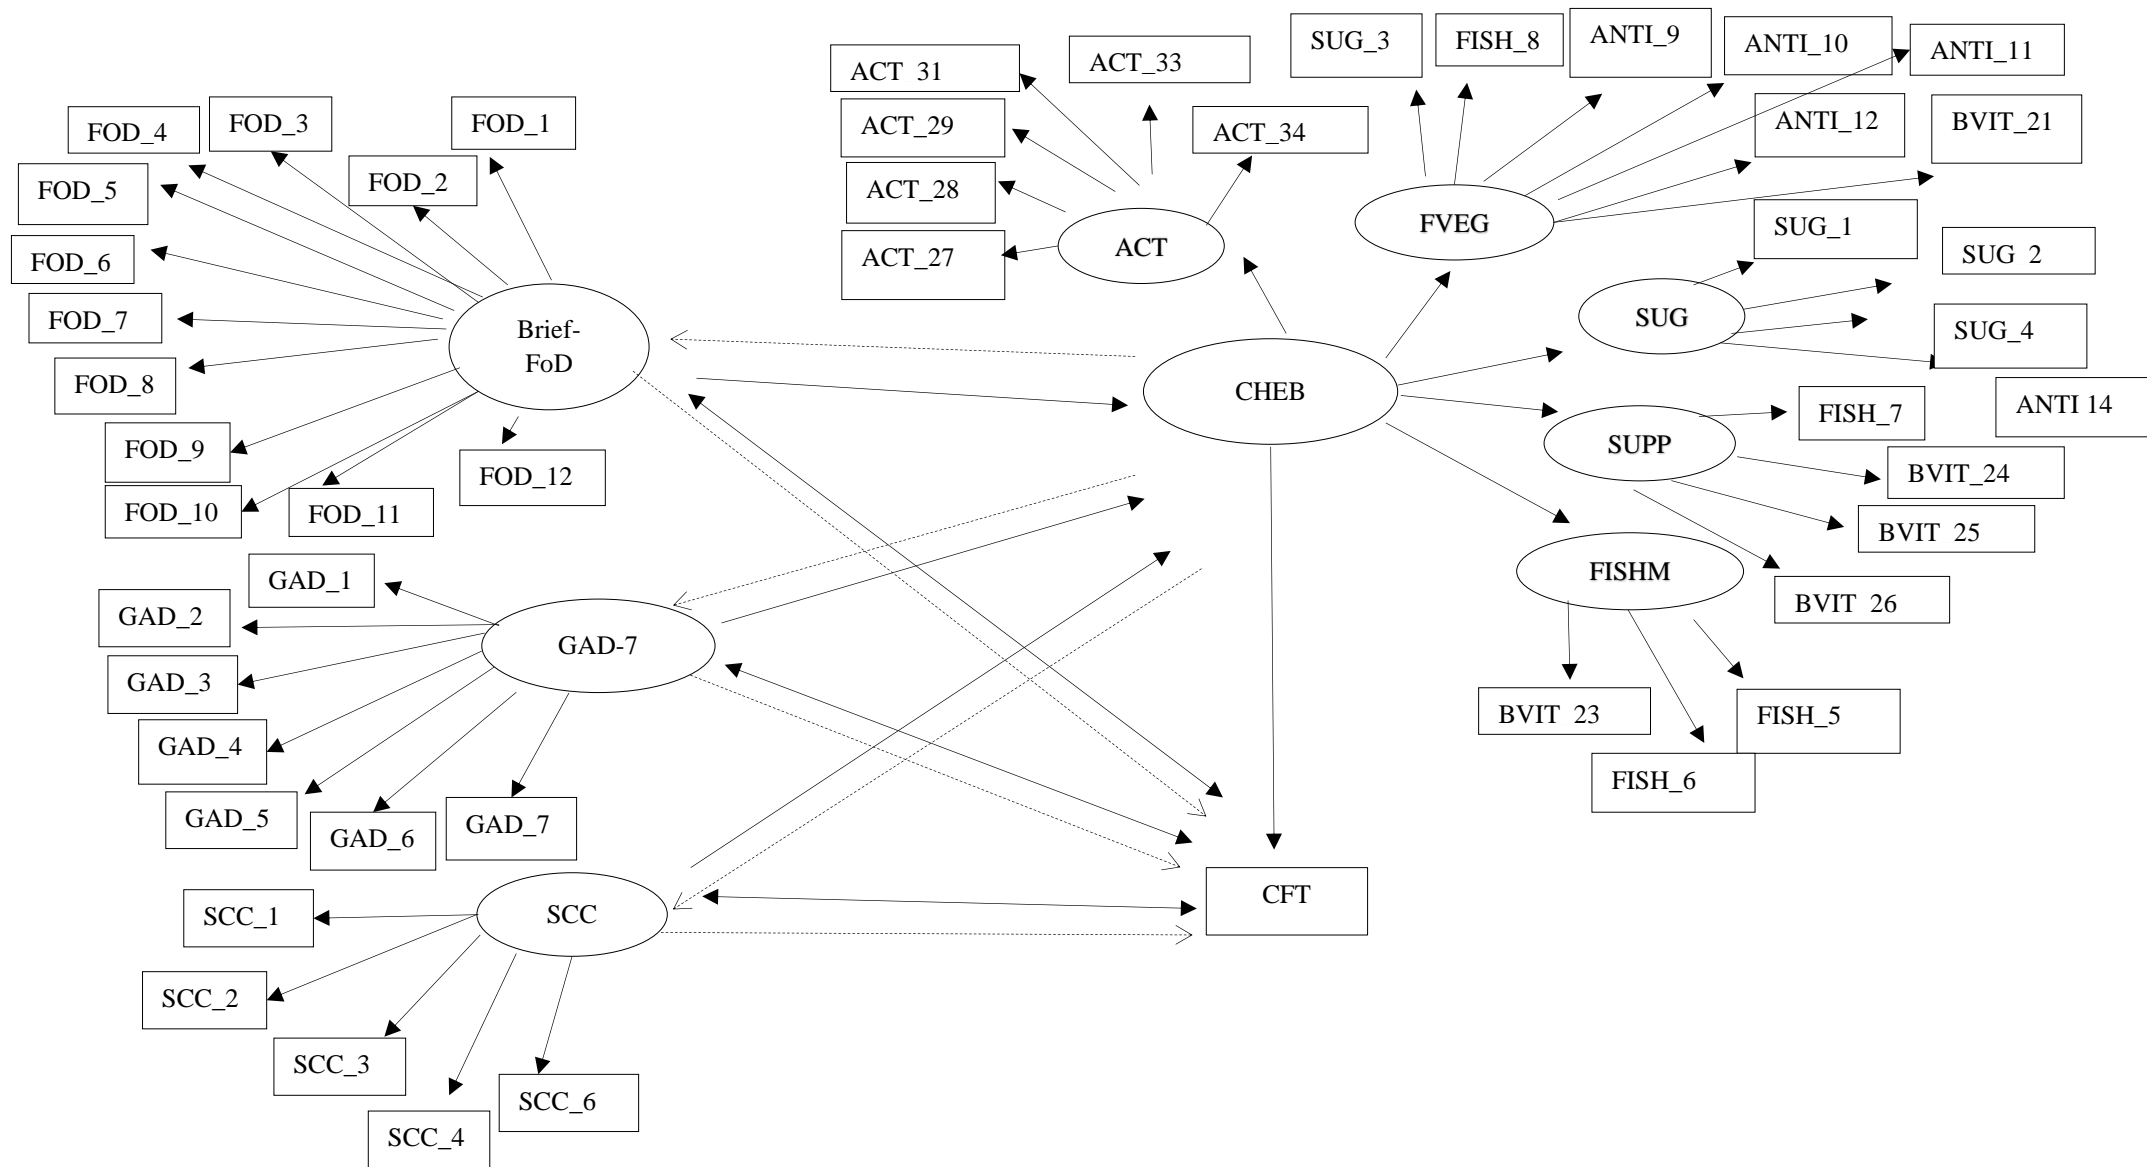 SUG_3
FISH_8
ANTI_9
ANTI_10
ANTI_11
ACT 31
ACT_33
FOD_4
FOD_3
FOD_1
ACT_29
ACT_34
ANTI_12
BVIT_21
FOD_5
FOD_2
ACT_28
FVEG
SUG_1
FOD_6
ACT_27
ACT
SUG 2
FOD_7
Brief-
FoD
SUG
SUG_4
FOD_8
CHEB
FISH_7
ANTI 14
FOD_9
FOD_12
SUPP
BVIT_24
FOD_10
FOD_11
BVIT 25
GAD_1
FISHM
BVIT 26
GAD_2
GAD-7
GAD_3
BVIT 23
FISH_5
GAD_4
FISH_6
GAD_5
GAD_6
GAD_7
CFT
SCC_1
SCC
SCC_2
SCC_3
SCC_6
SCC_4